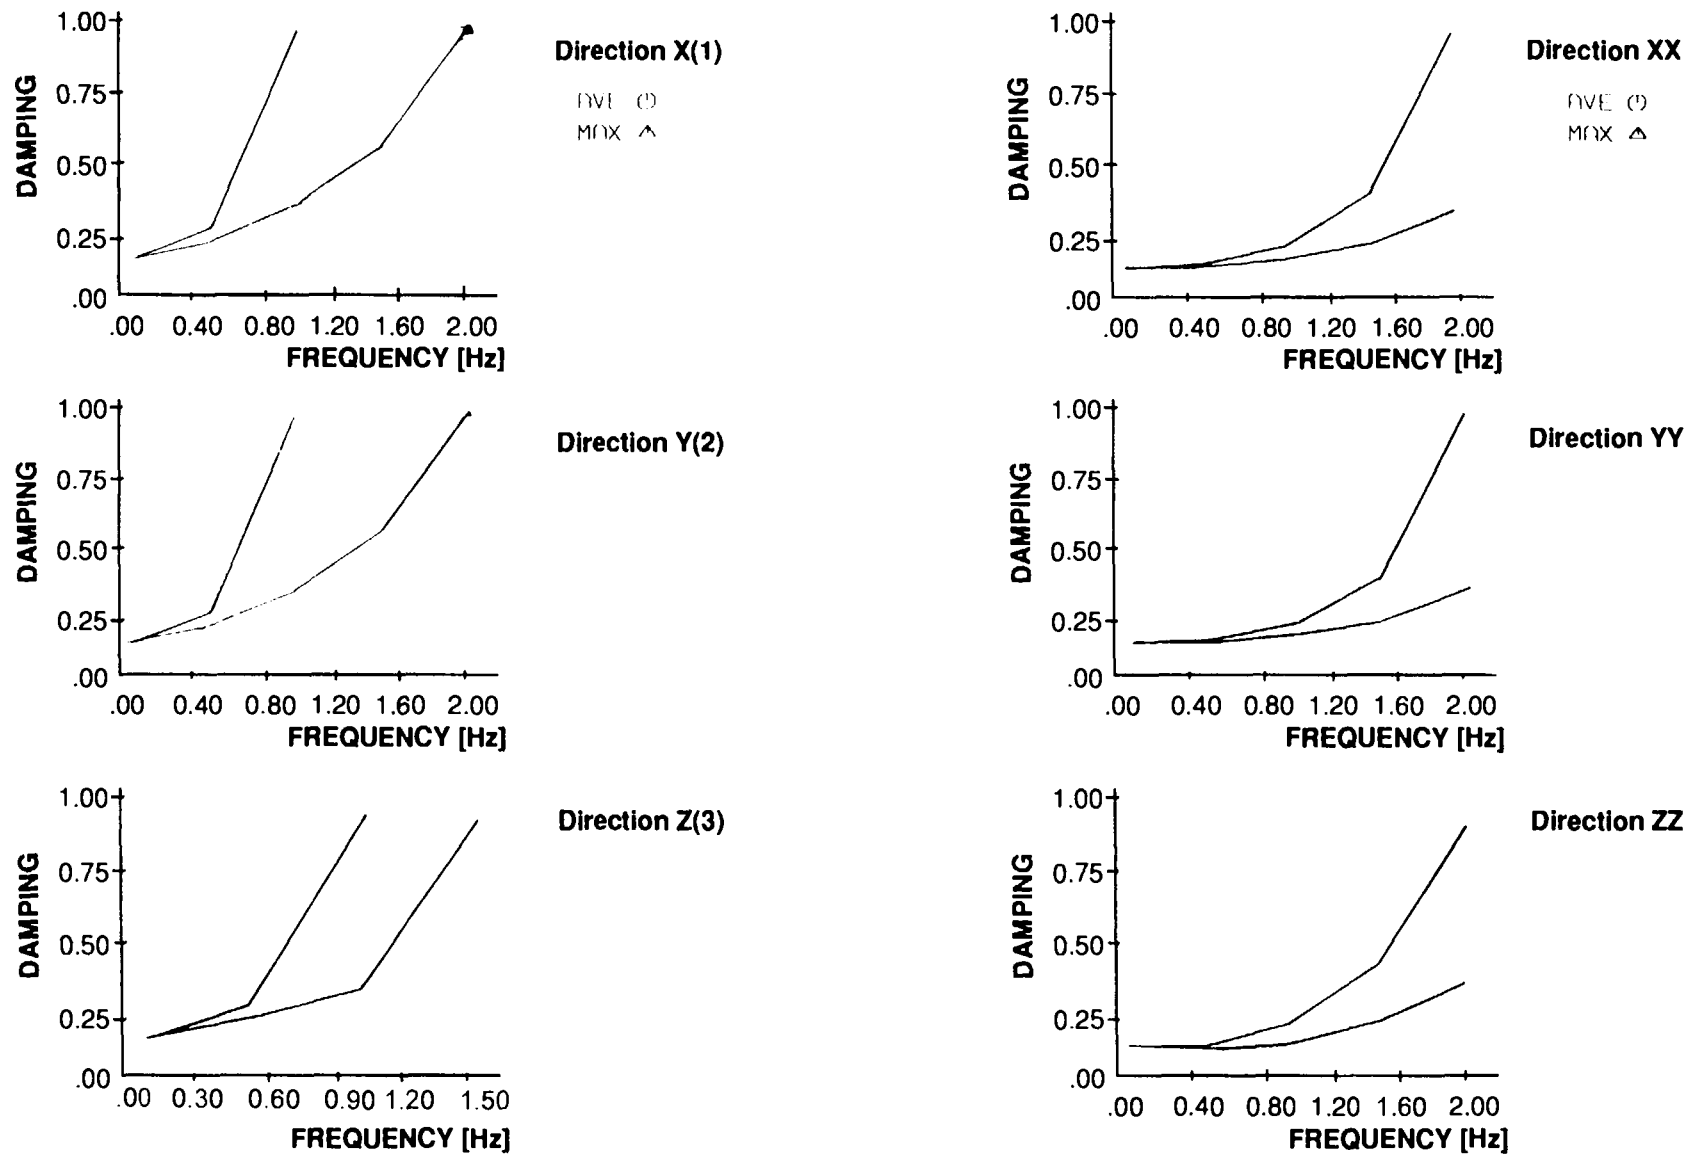 Direction X(1)
AVE
MAX
DAMPING
1.00
0.75
0.50
0.25
.00
.00 0.40 0.80 1.20 1.60 2.00
FREQUENCY [Hz]
Direction XX
AVE
MAX
DAMPING
1.00
0.75
0.50
0.25
.00
.00 0.40 0.80 1.20 1.60 2.00
FREQUENCY [Hz]
Direction Y(2)
DAMPING
1.00
0.75
0.50
0.25
.00
.00 0.40 0.80 1.20 1.60 2.00
FREQUENCY [Hz]
Direction YY
DAMPING
1.00
0.75
0.50
0.25
.00
.00 0.40 0.80 1.20 1.60 2.00
FREQUENCY [Hz]
Direction Z(3)
DAMPING
1.00
0.75
0.50
0.25
.00
.00 0.30 0.60 0.90 1.20 1.50
FREQUENCY [Hz]
Direction ZZ
DAMPING
1.00
0.75
0.50
0.25
.00
.00 0.40 0.80 1.20 1.60 2.00
FREQUENCY [Hz]